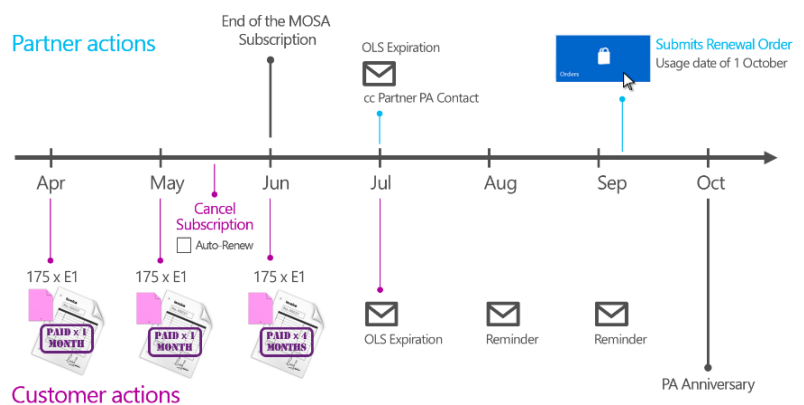 End of the MOSA
Subscription
Partner actions
OLS Expiration
cc Partner PA Contact
Orders
Submits Renewal Order
Usage date of 1 October
Apr
May
Jun
Jul
Aug
Sep
Oct
Cancel
Subscription
Auto-Renew
175 x E1
175 x E1
175 x E1
PAID x 1
MONTH
PAID x 1
MONTH
PAID x 4
MONTHS
OLS Expiration
Reminder
Reminder
PA Anniversary
Customer actions